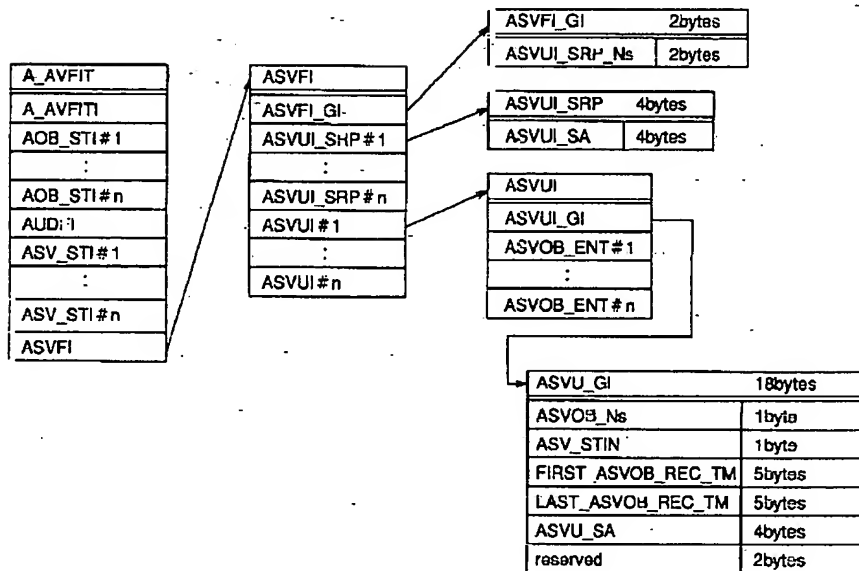 A_AVFIT
A_AVFITI
AOB_STI#1
:
AOB_STI#n
AUDFI
ASV_STI#1
:
ASV_STI#n
ASVFI
ASVFI
ASVFI_GI
ASVUI_SRP#1
:
ASVUI_SRP#n
ASVUI#1
:
ASVUI#n
ASVFI_GI 2bytes
ASVUI_SRP_Ns 2bytes
ASVUI_SRP 4bytes
ASVUI_SA 4bytes
ASVUI
ASVUI_GI
ASVOB_ENT#1
:
ASVOB_ENT#n
ASVU_GI 18bytes
ASVOB_Ns 1byte
ASV_STIN 1byte
FIRST_ASVOB_REC_TM 5bytes
LAST_ASVOB_REC_TM 5bytes
ASVU_SA 4bytes
reserved 2bytes